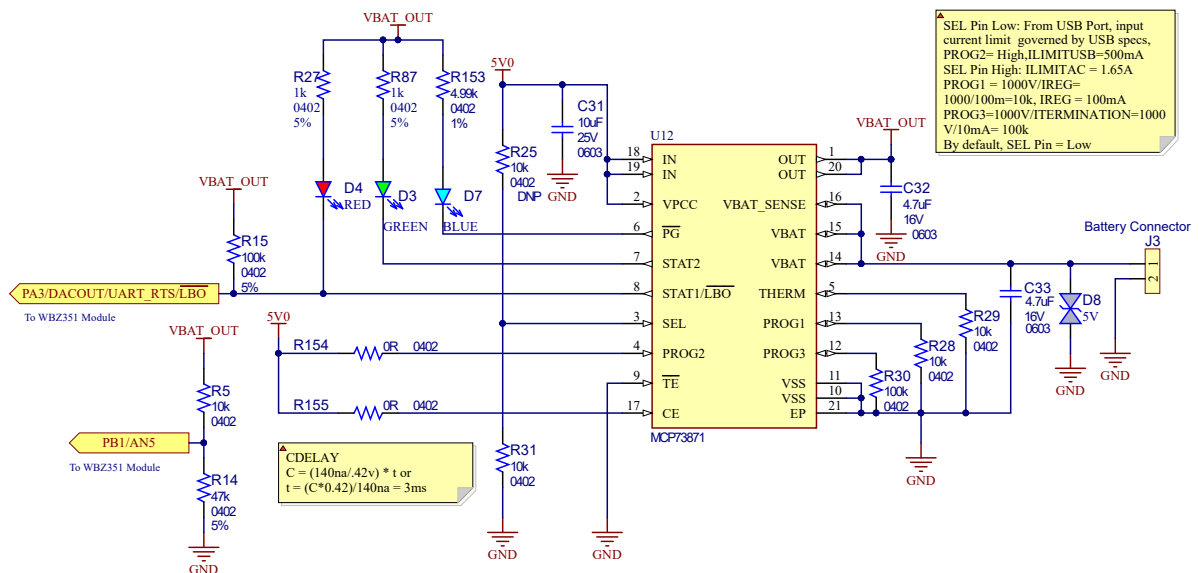 VBAT_OUT
R27
1k
0402
5%
R87
1k
0402
5%
R153
4.99k
0402
1%
D4
RED
D3
GREEN
D7
BLUE
5V0
R25
10k
0402
DNP
C31
10uF
25V
0603
GND
U12
18 IN
19 IN
2 VPCC
6 PG
7 STAT2
8 STAT1/LBO
3 SEL
4 PROG2
9 TE
17 CE
OUT 1
OUT 20
VBAT_SENSE 16
VBAT 15
VBAT 14
THERM 5
PROG1 13
PROG3 12
VSS 11
VSS 10
EP 21
MCP73871
SEL Pin Low: From USB Port, input
current limit governed by USB specs,
PROG2= High,ILIMITUSB=500mA
SEL Pin High: ILIMITAC = 1.65A
PROG1 = 1000V/IREG=
1000/100m=10k, IREG = 100mA
PROG3=1000V/ITERMINATION=1000
V/10mA= 100k
By default, SEL Pin = Low
VBAT_OUT
C32
4.7uF
16V
0603
GND
Battery Connector
J3
1
2
C33
4.7uF
16V
0603
D8
5V
GND
GND
R29
10k
0402
R28
10k
0402
R30
100k
0402
GND
VBAT_OUT
R15
100k
0402
5%
PA3/DACOUT/UART_RTS/LBO
To WBZ351 Module
VBAT_OUT
R5
10k
0402
PB1/AN5
To WBZ351 Module
R14
47k
0402
5%
GND
5V0
R154 0R 0402
R155 0R 0402
CDELAY
C = (140na/.42v) * t or
t = (C*0.42)/140na = 3ms
R31
10k
0402
GND
GND